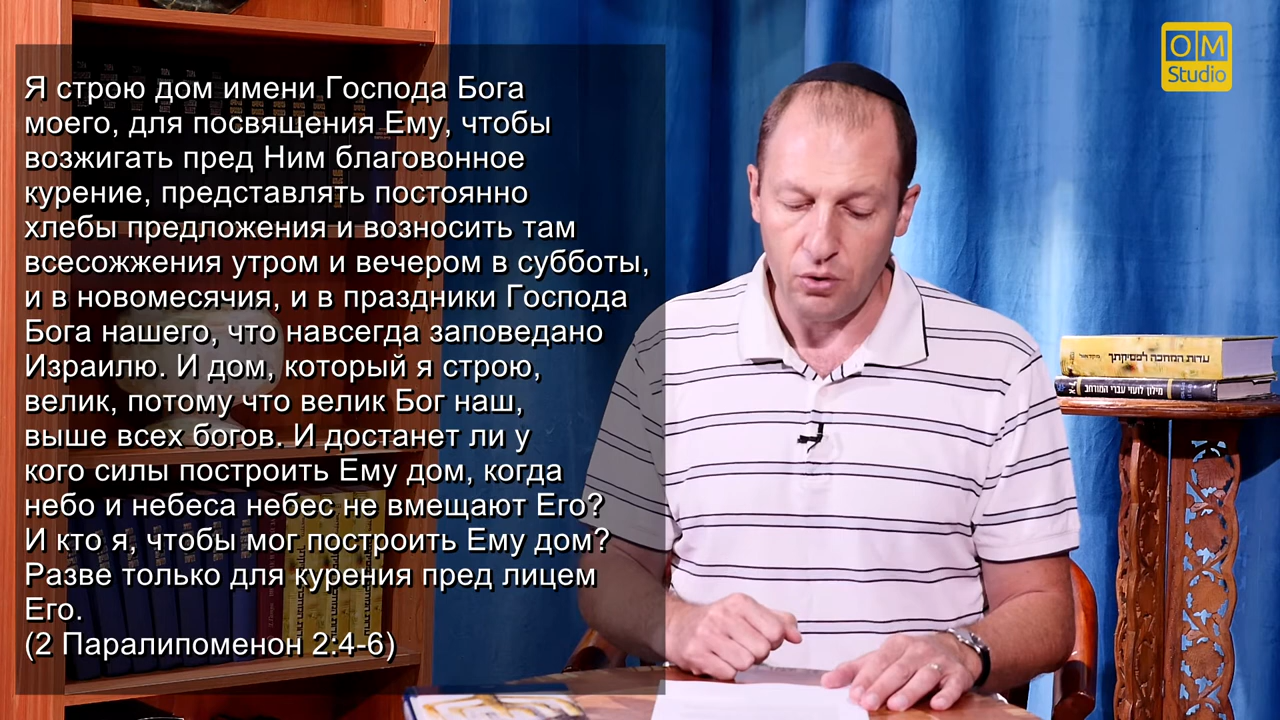 Я строю дом имени Господа Бога
моего, для посвящения Ему, чтобы
возжигать пред Ним благовонное
курение, представлять постоянно
хлебы предложения и возносить там
всесожжения утром и вечером в субботы,
и в новомесячия, и в праздники Господа
Бога нашего, что навсегда заповедано
Израилю. И дом, который я строю,
велик, потому что велик Бог наш,
выше всех богов. И достанет ли у
кого силы построить Ему дом, когда
небо и небеса небес не вмещают Его?
И кто я, чтобы мог построить Ему дом?
Разве только для курения пред лицем
Его.
(2 Паралипоменон 2:4-6)
OM
Studio
מילון לועזי עברי המורחב